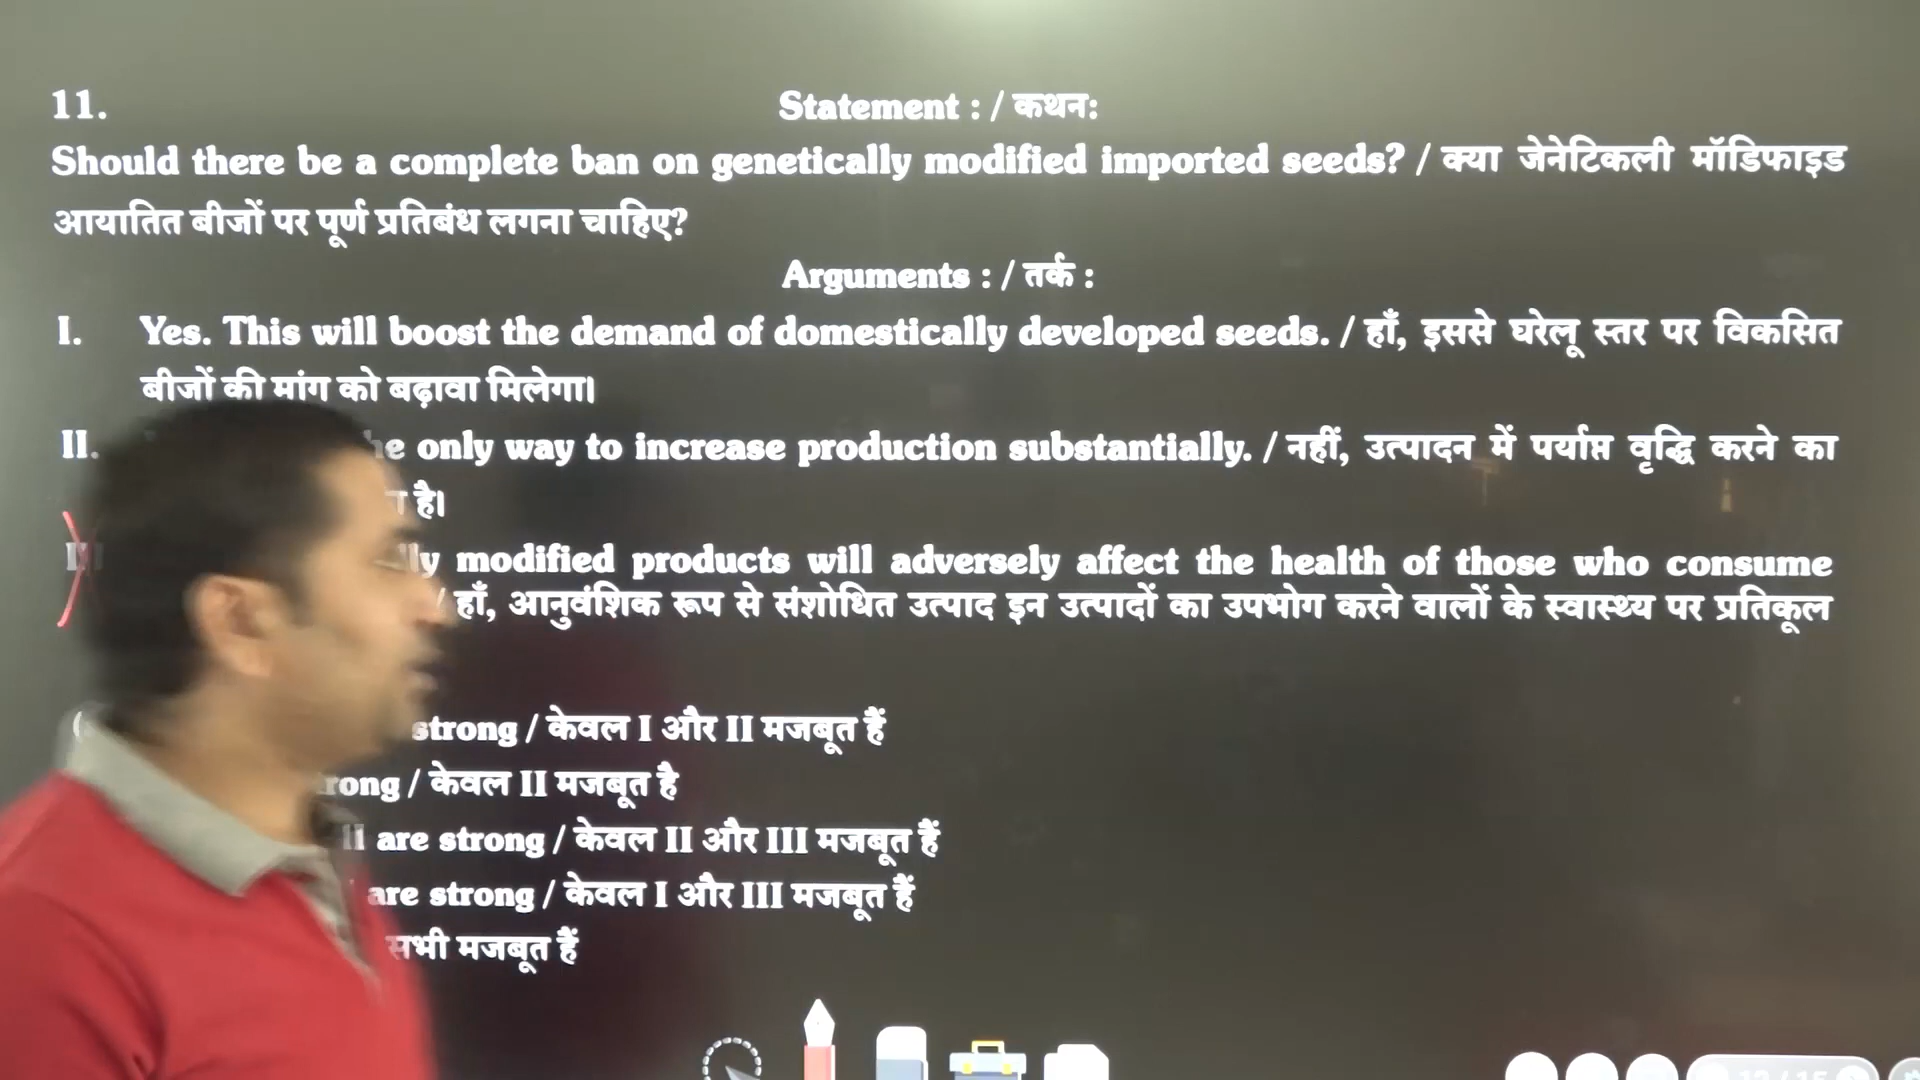 11.
Statement : / कथन:
Should there be a complete ban on genetically modified imported seeds? / क्या जेनेटिकली मॉडिफाइड
आयातित बीजों पर पूर्ण प्रतिबंध लगना चाहिए?
Arguments : / तर्क :
I. Yes. This will boost the demand of domestically developed seeds. / हाँ, इससे घरेलू स्तर पर विकसित
बीजों की मांग को बढ़ावा मिलेगा।
II. only way to increase production substantially. / नहीं, उत्पादन में पर्याप्त वृद्धि करने का
है।
modified products will adversely affect the health of those who consume
/ हाँ, आनुवंशिक रूप से संशोधित उत्पाद इन उत्पादों का उपभोग करने वालों के स्वास्थ्य पर प्रतिकूल
strong / केवल I और II मजबूत हैं
/ केवल II मजबूत है
are strong / केवल II और III मजबूत हैं
are strong / केवल I और III मजबूत हैं
सभी मजबूत हैं